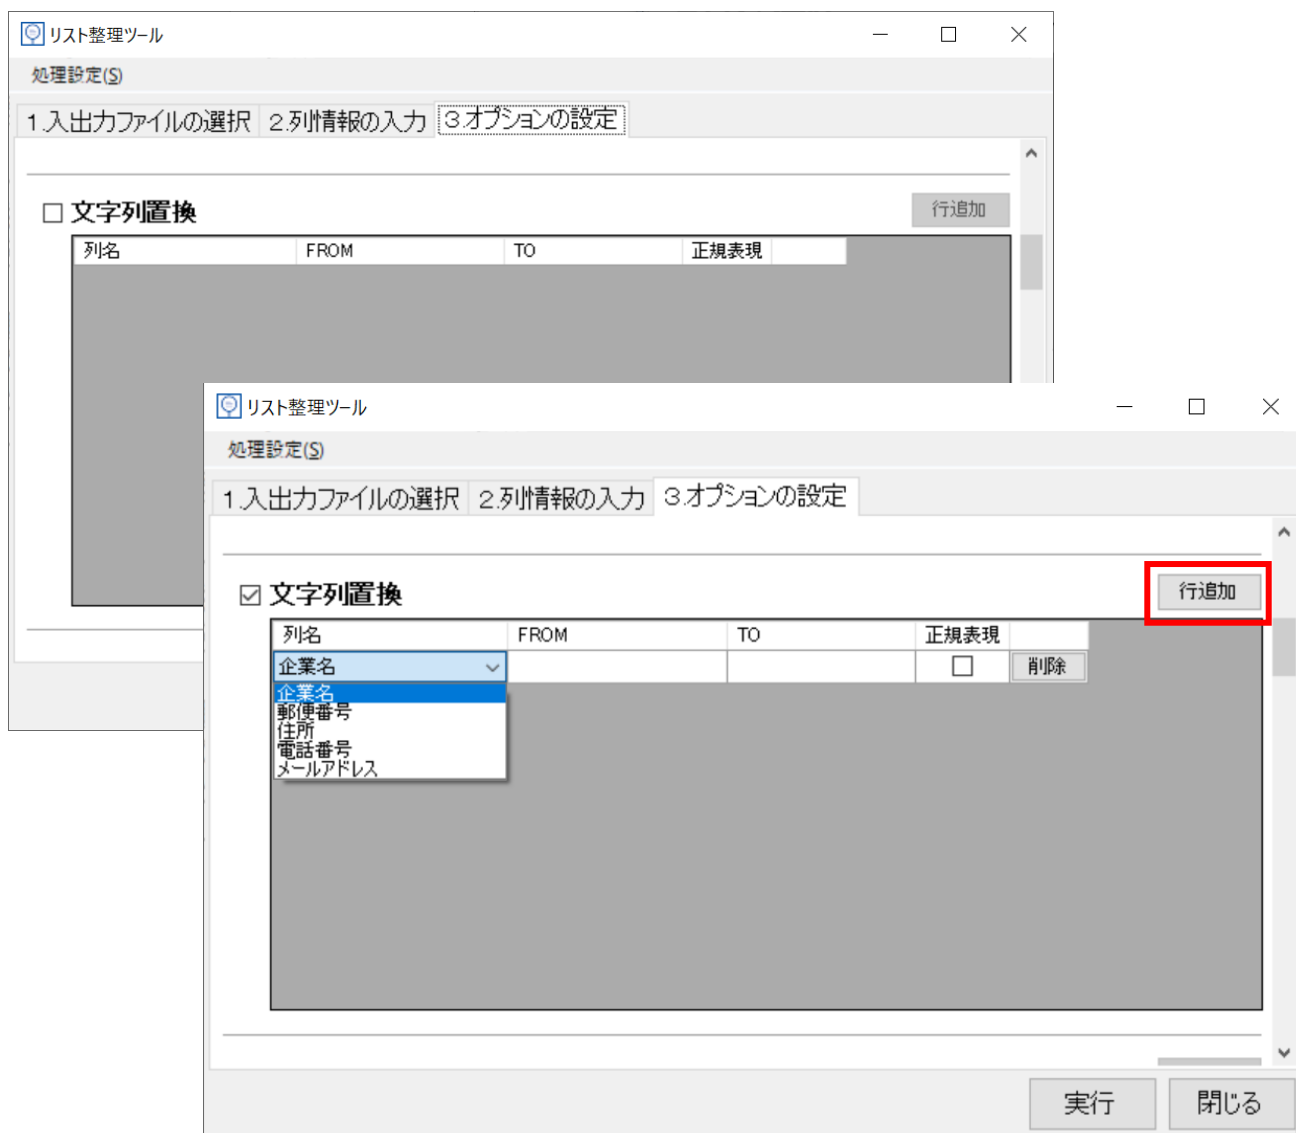 リスト整理ツール
処理設定(S)
1.入出力ファイルの選択 2.列情報の入力 3.オプションの設定
文字列置換 行追加
列名 FROM TO 正規表現
リスト整理ツール
処理設定(S)
1.入出力ファイルの選択 2.列情報の入力 3.オプションの設定
文字列置換 行追加
列名 FROM TO 正規表現
企業名 削除
企業名
郵便番号
住所
電話番号
メールアドレス
実行 閉じる